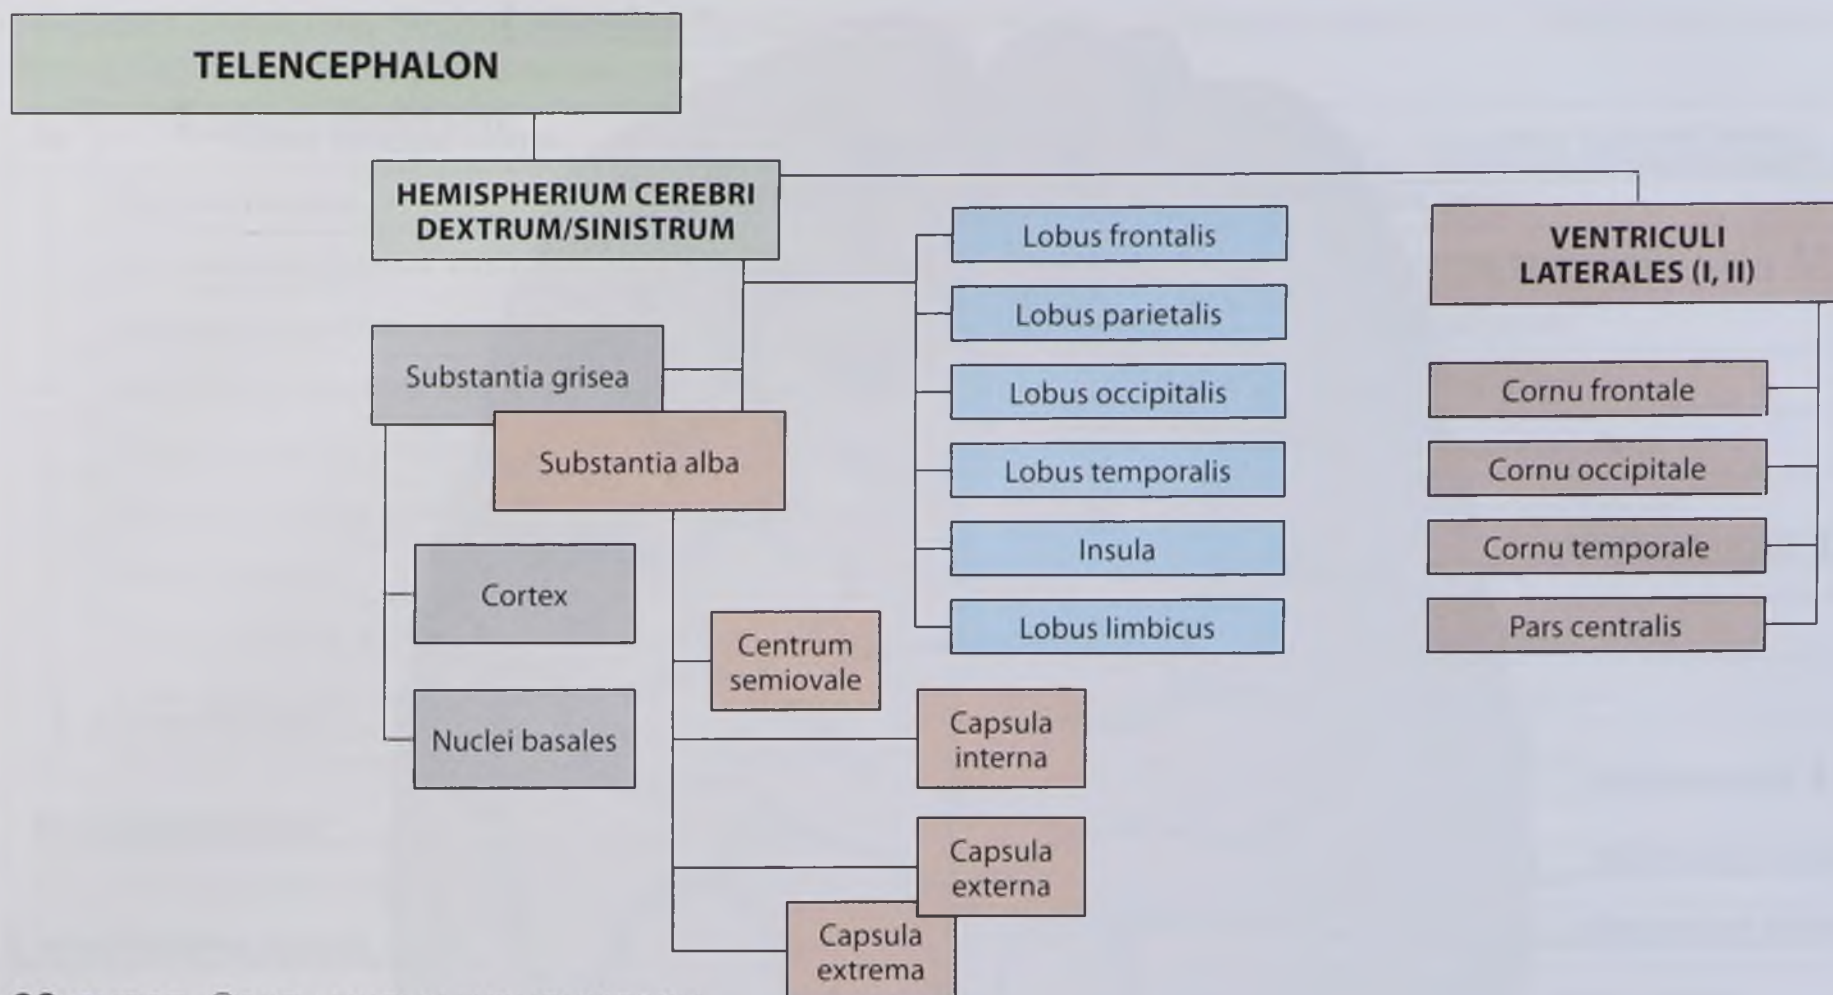 TELENCEPHALON
HEMISPHERIUM CEREBRI
DEXTRUM/SINISTRUM
Substantia grisea
Substantia alba
Cortex
Nuclei basales
Centrum
semiovale
Capsula
interna
Capsula
externa
Capsula
extrema
Lobus frontalis
Lobus parietalis
Lobus occipitalis
Lobus temporalis
Insula
Lobus limbicus
VENTRICULI
LATERALES (I, II)
Cornu frontale
Cornu occipitale
Cornu temporale
Pars centralis